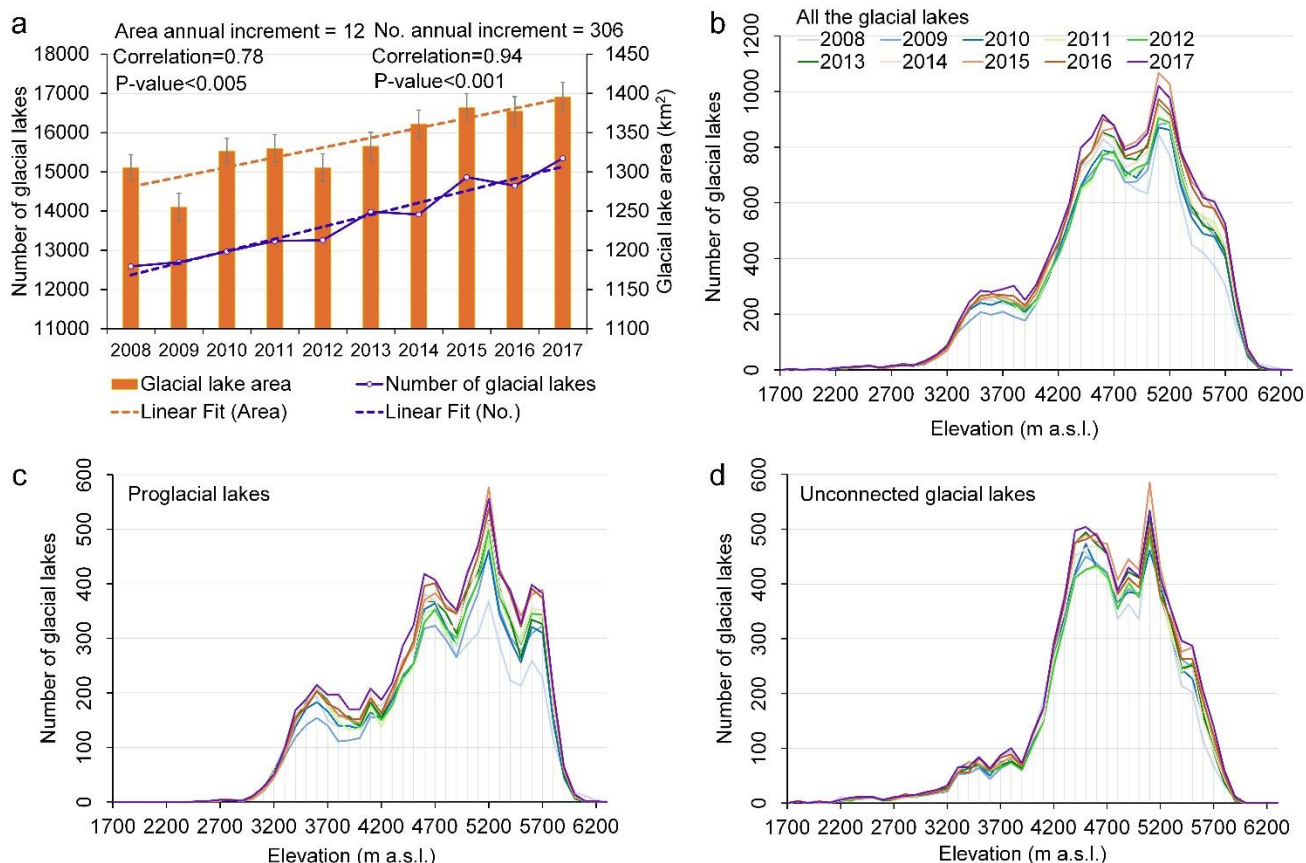 a
Area annual increment = 12 No. annual increment = 306
Correlation=0.78 Correlation=0.94
P-value<0.005 P-value<0.001
Number of glacial lakes
18000
17000
16000
15000
14000
13000
12000
11000
Glacial lake area (km²)
1450
1400
1350
1300
1250
1200
1150
1100
2008 2009 2010 2011 2012 2013 2014 2015 2016 2017
Glacial lake area Number of glacial lakes
Linear Fit (Area) Linear Fit (No.)
b
All the glacial lakes
2008 2009 2010 2011 2012
2013 2014 2015 2016 2017
Number of glacial lakes
1200
1000
800
600
400
200
0
1700 2200 2700 3200 3700 4200 4700 5200 5700 6200
Elevation (m a.s.l.)
c
Proglacial lakes
Number of glacial lakes
600
500
400
300
200
100
0
1700 2200 2700 3200 3700 4200 4700 5200 5700 6200
Elevation (m a.s.l.)
d
Unconnected glacial lakes
Number of glacial lakes
600
500
400
300
200
100
0
1700 2200 2700 3200 3700 4200 4700 5200 5700 6200
Elevation (m a.s.l.)